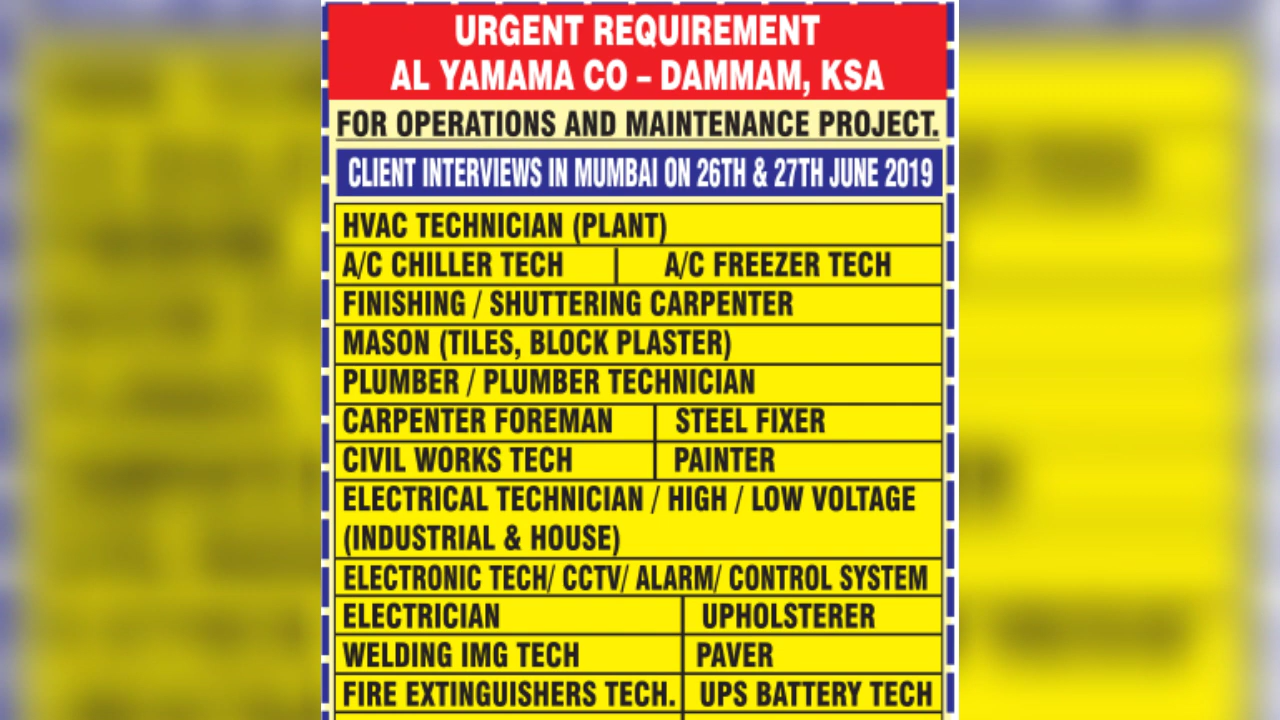 URGENT REQUIREMENT
AL YAMAMA CO – DAMMAM, KSA
FOR OPERATIONS AND MAINTENANCE PROJECT.
CLIENT INTERVIEWS IN MUMBAI ON 26TH & 27TH JUNE 2019
HVAC TECHNICIAN (PLANT)
A/C CHILLER TECH | A/C FREEZER TECH
FINISHING / SHUTTERING CARPENTER
MASON (TILES, BLOCK PLASTER)
PLUMBER / PLUMBER TECHNICIAN
CARPENTER FOREMAN | STEEL FIXER
CIVIL WORKS TECH | PAINTER
ELECTRICAL TECHNICIAN / HIGH / LOW VOLTAGE
(INDUSTRIAL & HOUSE)
ELECTRONIC TECH/ CCTV/ ALARM/ CONTROL SYSTEM
ELECTRICIAN | UPHOLSTERER
WELDING IMG TECH | PAVER
FIRE EXTINGUISHERS TECH. | UPS BATTERY TECH